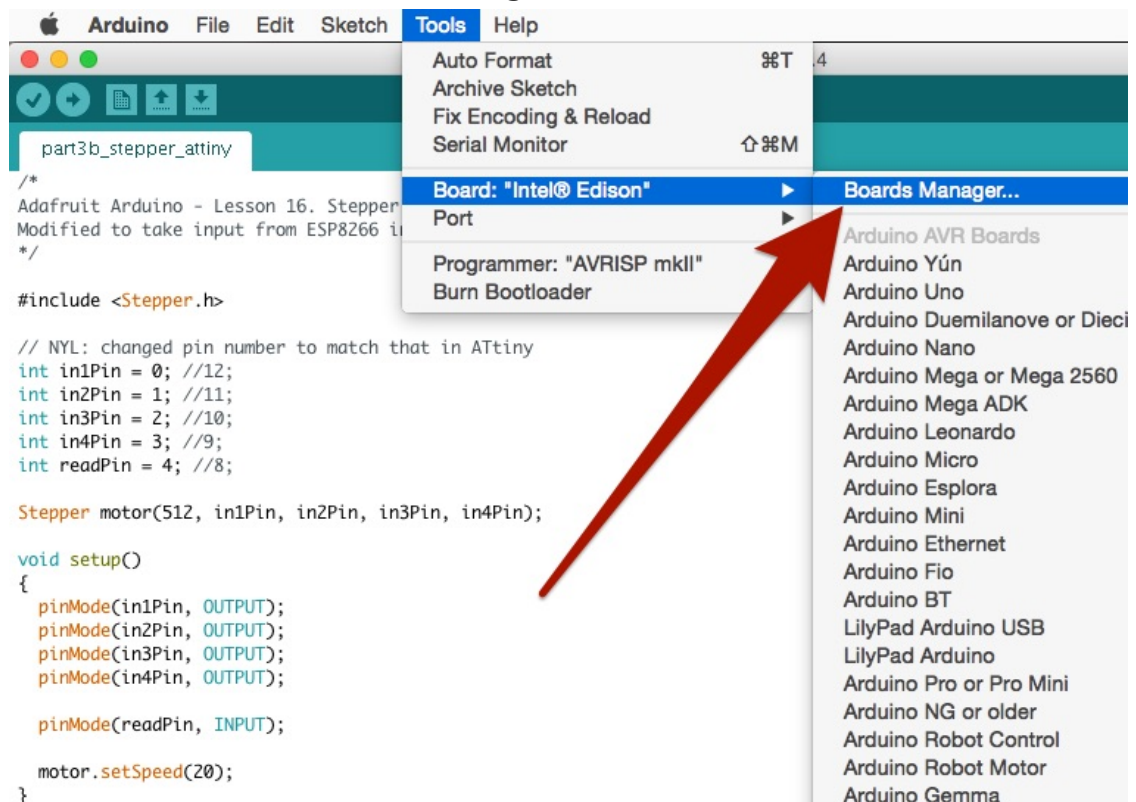 Arduino File Edit Sketch Tools Help
.4
Auto Format ⌘T
Archive Sketch
Fix Encoding & Reload
Serial Monitor ⇧⌘M
Board: "Intel® Edison"
Port
Programmer: "AVRISP mkII"
Burn Bootloader
Boards Manager...
Arduino AVR Boards
Arduino Yún
Arduino Uno
Arduino Duemilanove or Dieci
Arduino Nano
Arduino Mega or Mega 2560
Arduino Mega ADK
Arduino Leonardo
Arduino Micro
Arduino Esplora
Arduino Mini
Arduino Ethernet
Arduino Fio
Arduino BT
LilyPad Arduino USB
LilyPad Arduino
Arduino Pro or Pro Mini
Arduino NG or older
Arduino Robot Control
Arduino Robot Motor
Arduino Gemma
part3b_stepper_attiny
/*
Adafruit Arduino - Lesson 16. Stepper
Modified to take input from ESP8266 i
*/
#include <Stepper.h>
// NYL: changed pin number to match that in ATtiny
int in1Pin = 0; //12;
int in2Pin = 1; //11;
int in3Pin = 2; //10;
int in4Pin = 3; //9;
int readPin = 4; //8;
Stepper motor(512, in1Pin, in2Pin, in3Pin, in4Pin);
void setup()
{
pinMode(in1Pin, OUTPUT);
pinMode(in2Pin, OUTPUT);
pinMode(in3Pin, OUTPUT);
pinMode(in4Pin, OUTPUT);
pinMode(readPin, INPUT);
motor.setSpeed(20);
}